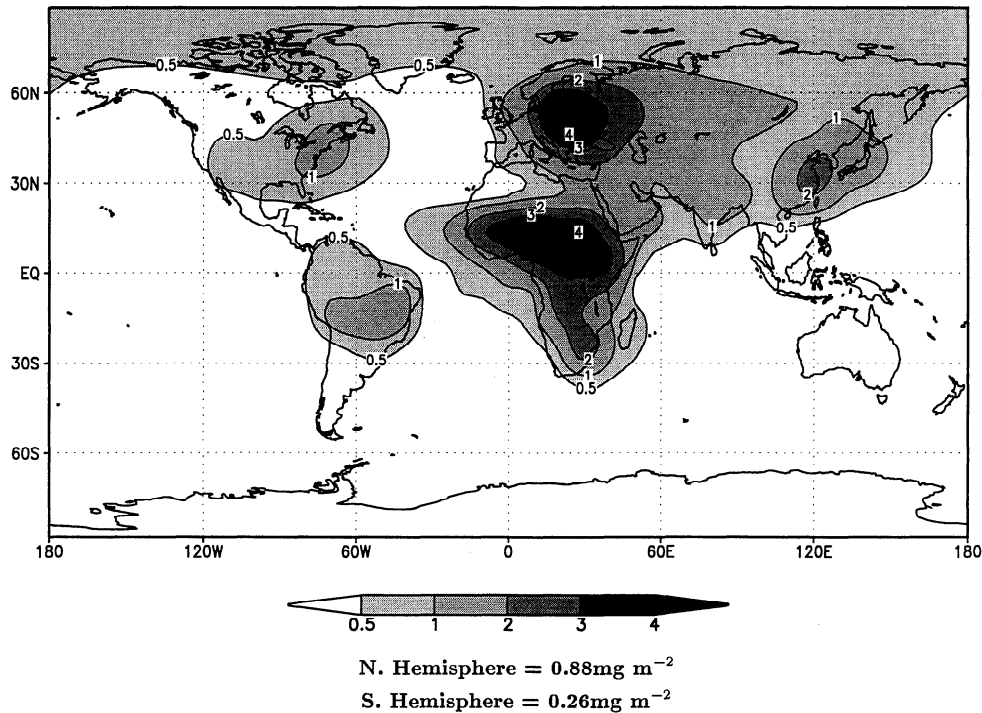 0.5 0.5 1
60N 2
0.5 4 3 1
30N 1 2
3 2 0.5
0.5 4 1
EQ 1
30S 0.5 2
1
0.5
60S
180 120W 60W 0 60E 120E 180
0.5 1 2 3 4
N. Hemisphere = 0.88mg m⁻²
S. Hemisphere = 0.26mg m⁻²